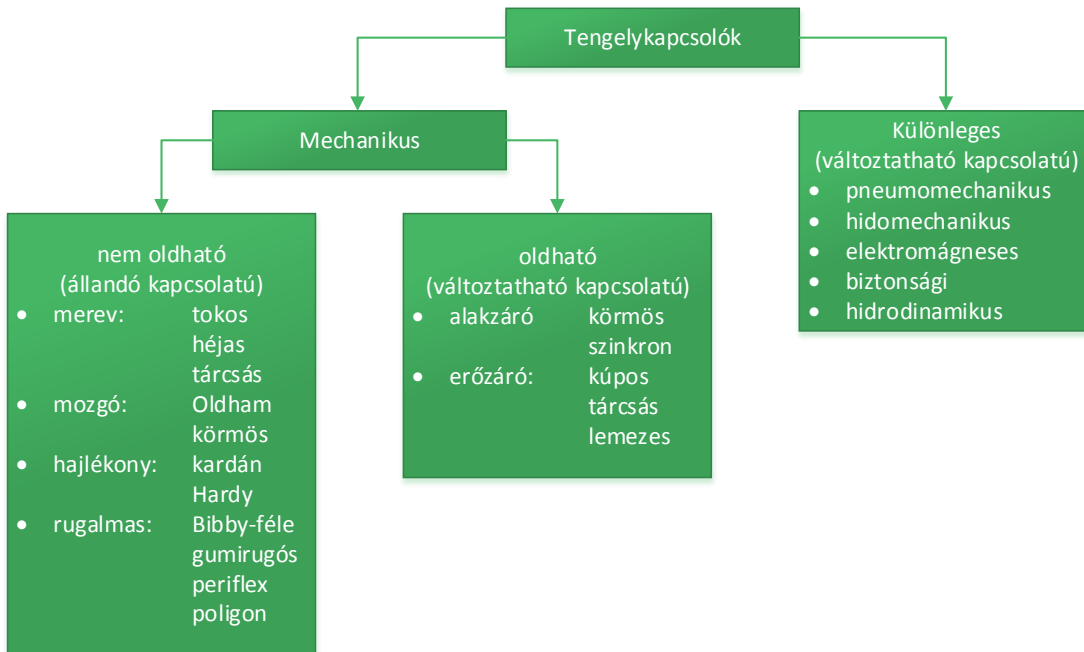 Tengelykapcsolók
Mechanikus
nem oldható
(állandó kapcsolatú)
• merev: tokos
héjas
tárcsás
• mozgó: Oldham
körmös
• hajlékony: kardán
Hardy
• rugalmas: Bibby-féle
gumirugós
periflex
poligon
oldható
(változtatható kapcsolatú)
• alakzáró körmös
szinkron
• erőzáró: kúpos
tárcsás
lemezes
Különleges
(változtatható kapcsolatú)
• pneumomechanikus
• hidomechanikus
• elektromágneses
• biztonsági
• hidrodinamikus